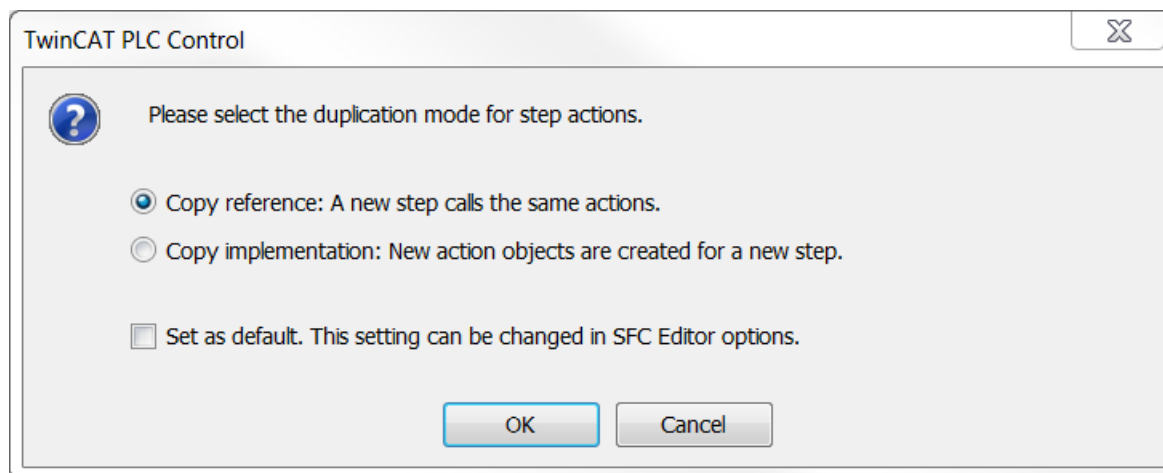 TwinCAT PLC Control
Please select the duplication mode for step actions.
Copy reference: A new step calls the same actions.
Copy implementation: New action objects are created for a new step.
Set as default. This setting can be changed in SFC Editor options.
OK
Cancel